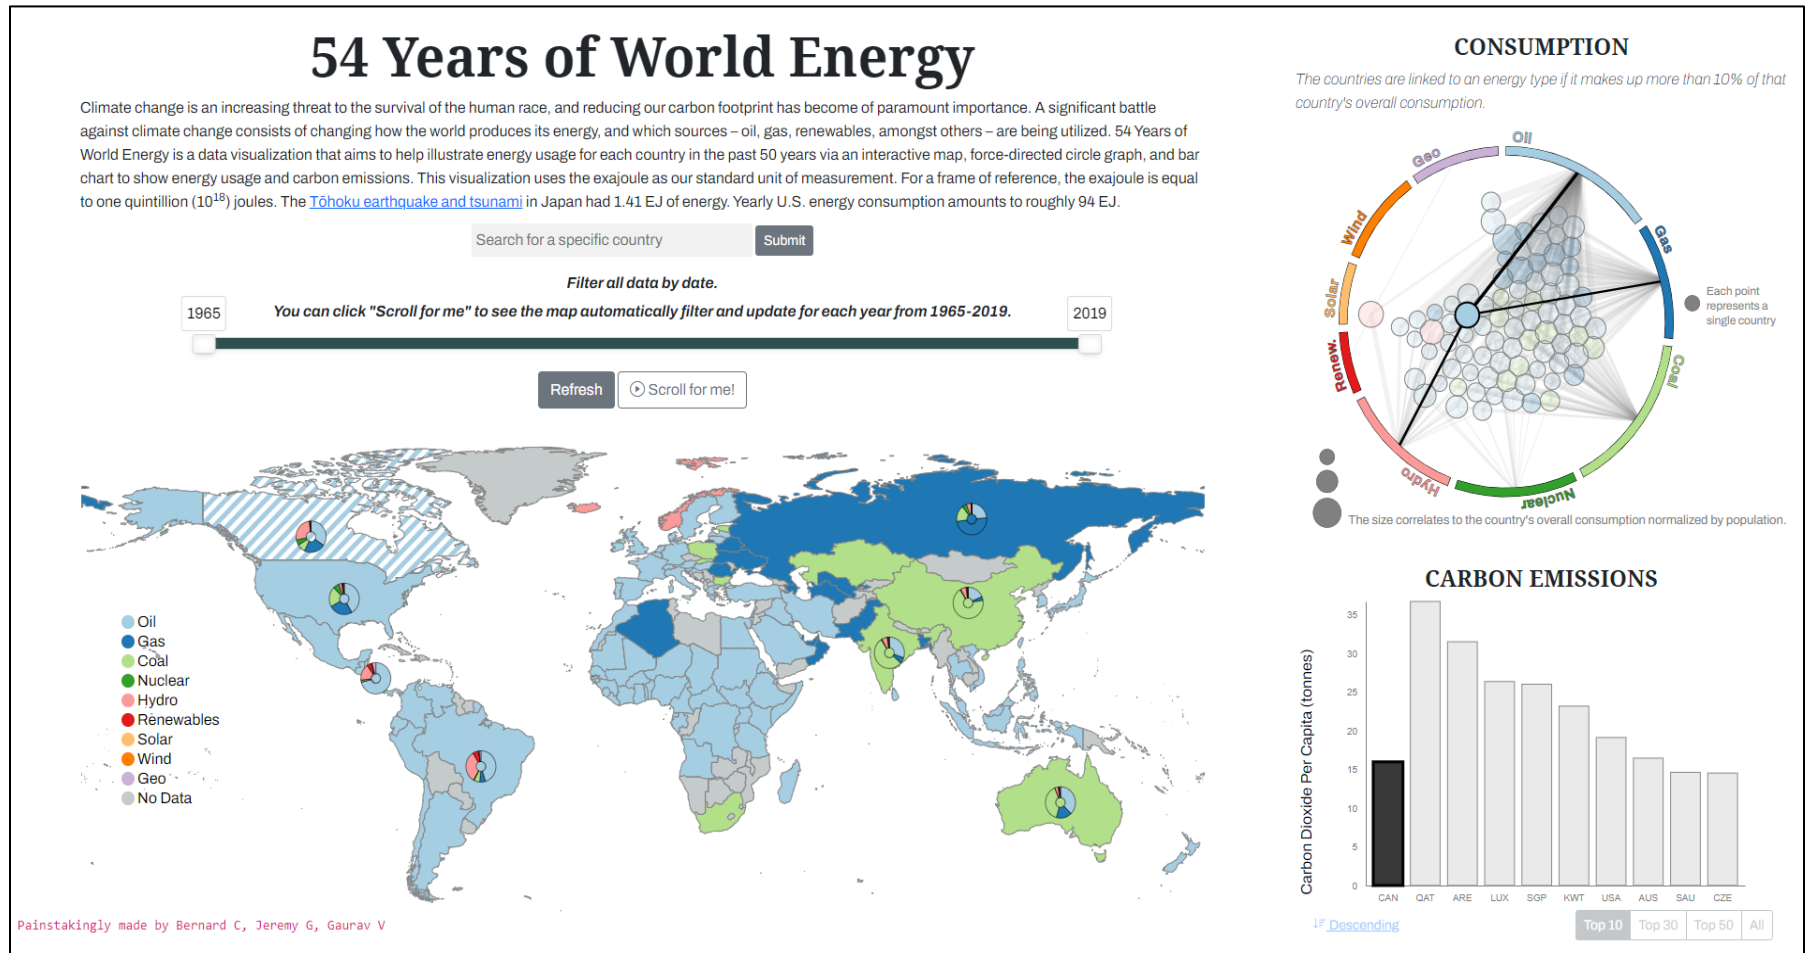 54 Years of World Energy
Climate change is an increasing threat to the survival of the human race, and reducing our carbon footprint has become of paramount importance. A significant battle
against climate change consists of changing how the world produces its energy, and which sources – oil, gas, renewables, amongst others – are being utilized. 54 Years of
World Energy is a data visualization that aims to help illustrate energy usage for each country in the past 50 years via an interactive map, force-directed circle graph, and bar
chart to show energy usage and carbon emissions. This visualization uses the exajoule as our standard unit of measurement. For a frame of reference, the exajoule is equal
to one quintillion (10¹⁸) joules. The Tōhoku earthquake and tsunami in Japan had 1.41 EJ of energy. Yearly U.S. energy consumption amounts to roughly 94 EJ.
Search for a specific country
Submit
Filter all data by date.
1965
You can click "Scroll for me" to see the map automatically filter and update for each year from 1965-2019.
2019
Refresh
Scroll for me!
Oil
Gas
Coal
Nuclear
Hydro
Renewables
Solar
Wind
Geo
No Data
Painstakingly made by Bernard C, Jeremy G, Gaurav V
CONSUMPTION
The countries are linked to an energy type if it makes up more than 10% of that
country's overall consumption.
Oil
Gas
Coal
Nuclear
Hydro
Renew.
Solar
Wind
Geo
Each point
represents a
single country
The size correlates to the country's overall consumption normalized by population.
CARBON EMISSIONS
Carbon Dioxide Per Capita (tonnes)
35
30
25
20
15
10
5
0
CAN QAT ARE LUX SGP KWT USA AUS SAU CZE
Descending
Top 10 Top 30 Top 50 All